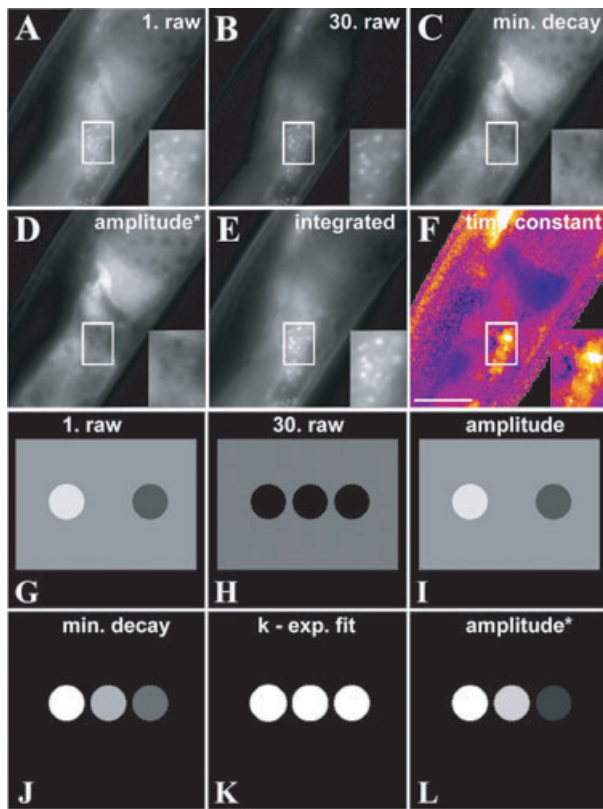 A 1. raw
B 30. raw
C min. decay
D amplitude*
E integrated
F time constant
1. raw
G
30. raw
H
amplitude
I
min. decay
J
k - exp. fit
K
amplitude*
L